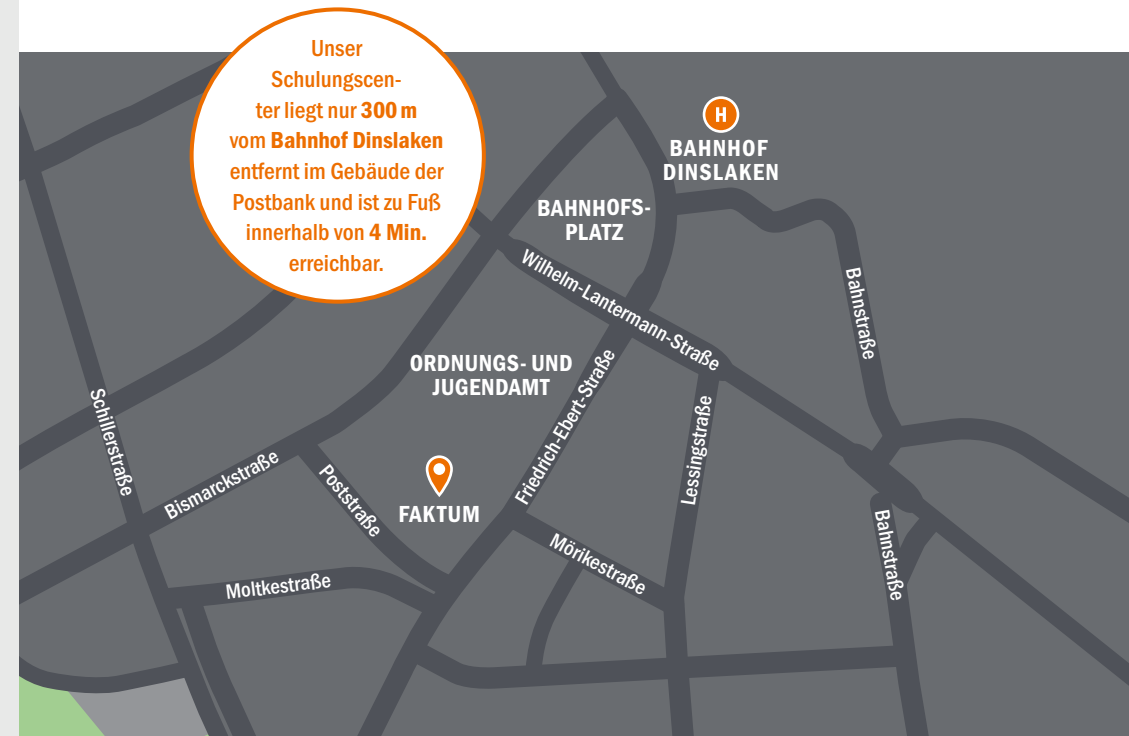 Unser
Schulungscen-
ter liegt nur 300 m
vom Bahnhof Dinslaken
entfernt im Gebäude der
Postbank und ist zu Fuß
innerhalb von 4 Min.
erreichbar.
H
BAHNHOF
DINSLAKEN
BAHNHOFS-
PLATZ
Wilhelm-Lantermann-Straße
Bahnstraße
ORDNUNGS- UND
JUGENDAMT
Friedrich-Ebert-Straße
Schillerstraße
Lessingstraße
Bismarckstraße
Poststraße
FAKTUM
Mörikestraße
Bahnstraße
Moltkestraße